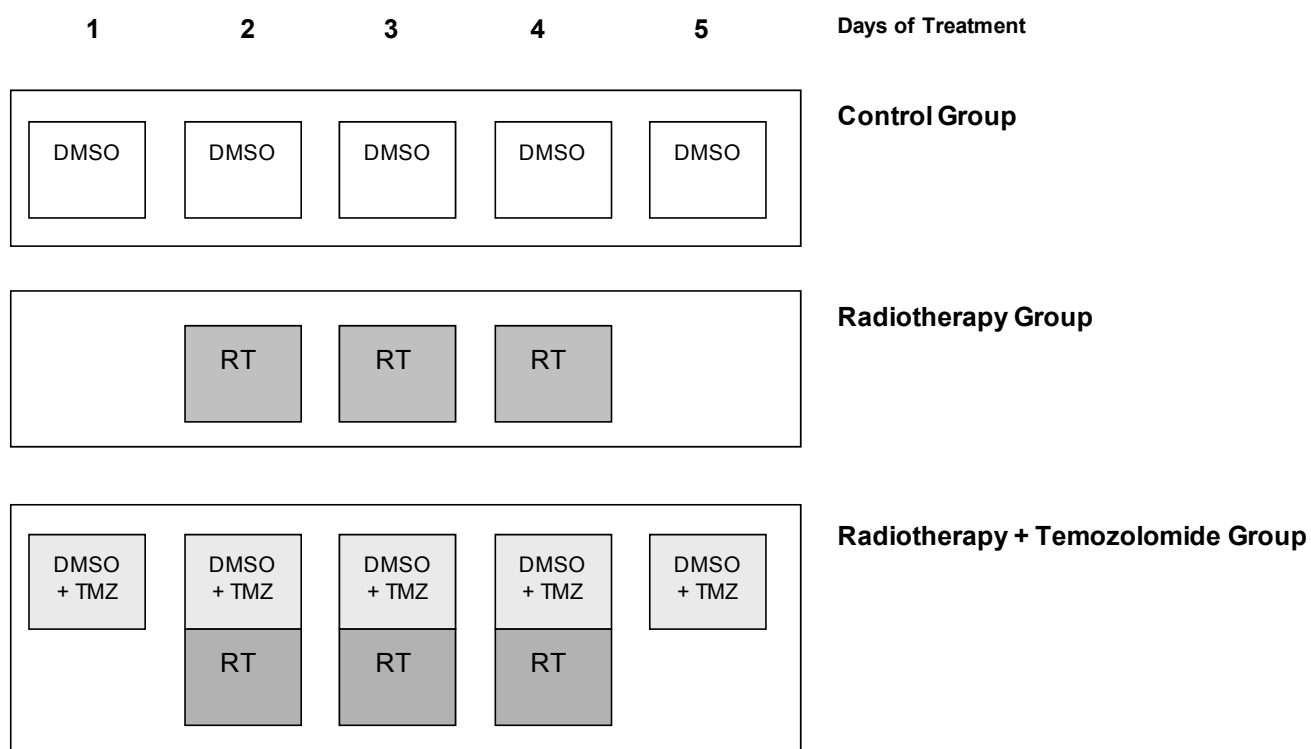 1 2 3 4 5 Days of Treatment
Control Group
DMSO DMSO DMSO DMSO DMSO
Radiotherapy Group
RT RT RT
Radiotherapy + Temozolomide Group
DMSO DMSO DMSO DMSO DMSO
+ TMZ + TMZ + TMZ + TMZ + TMZ
RT RT RT